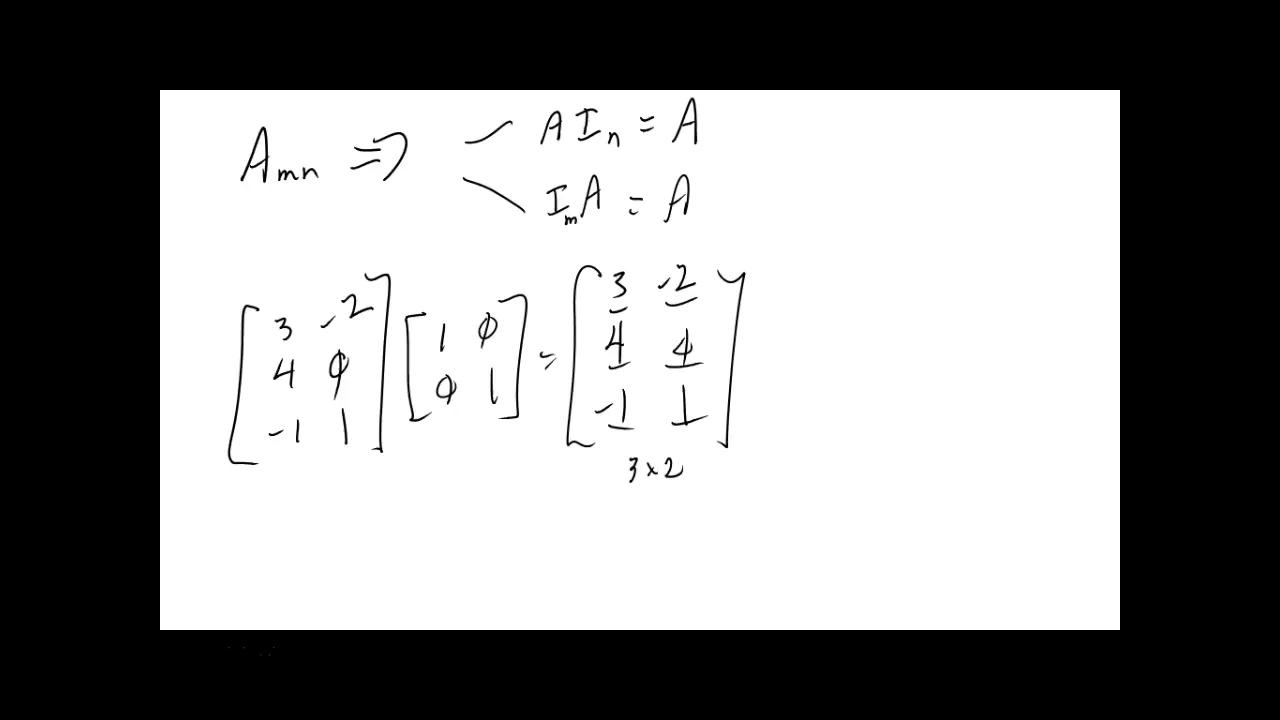 Amn ⇒ AIn = A
ImA = A
[3 -2] [1 0] = [3 -2]
[4 0] [0 1] [4 4]
[-1 1] [-1 1]
3 x 2